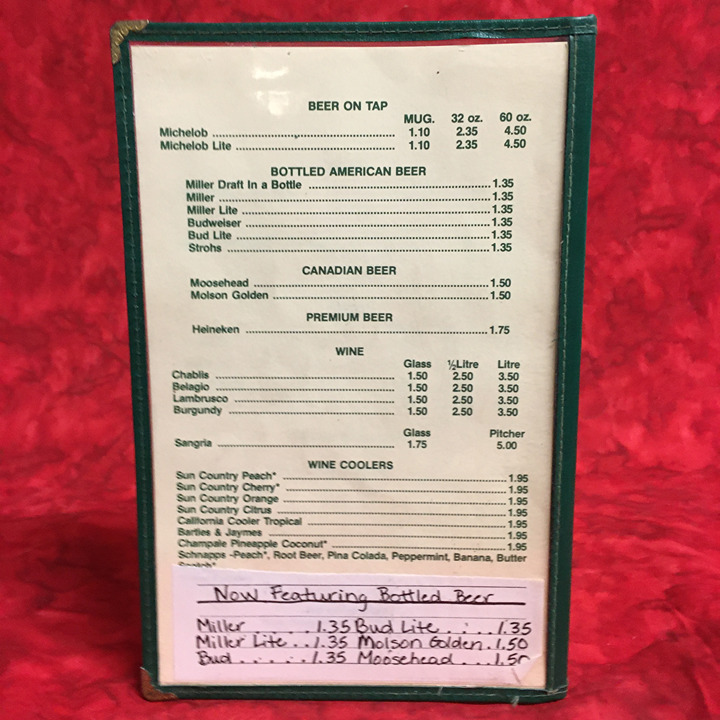 BEER ON TAP
MUG. 32 oz. 60 oz.
Michelob 1.10 2.35 4.50
Michelob Lite 1.10 2.35 4.50
BOTTLED AMERICAN BEER
Miller Draft In a Bottle 1.35
Miller 1.35
Miller Lite 1.35
Budweiser 1.35
Bud Lite 1.35
Strohs 1.35
CANADIAN BEER
Moosehead 1.50
Molson Golden 1.50
PREMIUM BEER
Heineken 1.75
WINE
Glass ½Litre Litre
Chablis 1.50 2.50 3.50
Belagio 1.50 2.50 3.50
Lambrusco 1.50 2.50 3.50
Burgundy 1.50 2.50 3.50
Glass Pitcher
Sangria 1.75 5.00
WINE COOLERS
Sun Country Peach* 1.95
Sun Country Cherry* 1.95
Sun Country Orange 1.95
Sun Country Citrus 1.95
California Cooler Tropical 1.95
Bartles & Jaymes 1.95
Champale Pineapple Coconut* 1.95
Schnapps -Peach*, Root Beer, Pina Colada, Peppermint, Banana, Butter
Now Featuring Bottled Beer
Miller 1.35 Bud Lite 1.35
Miller Lite 1.35 Molson Golden 1.50
Bud 1.35 Moosehead 1.50